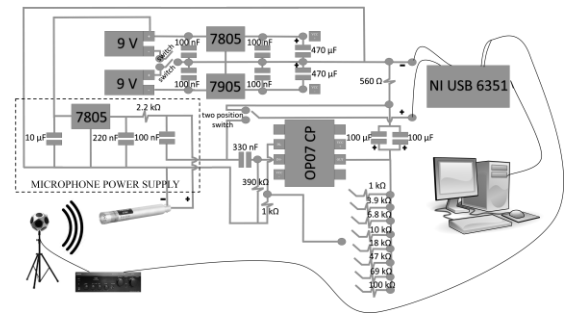 9 V
switch
switch
9 V
100 nF
100 nF
7805
7905
100 nF
100 nF
470 µF
470 µF
560 Ω
NI USB 6351
7805
2.2 kΩ
10 µF
220 nF
100 nF
MICROPHONE POWER SUPPLY
two position
switch
330 nF
390 kΩ
1 kΩ
OP07 CP
100 µF
100 µF
1 kΩ
3.9 kΩ
6.8 kΩ
10 kΩ
18 kΩ
47 kΩ
69 kΩ
100 kΩ